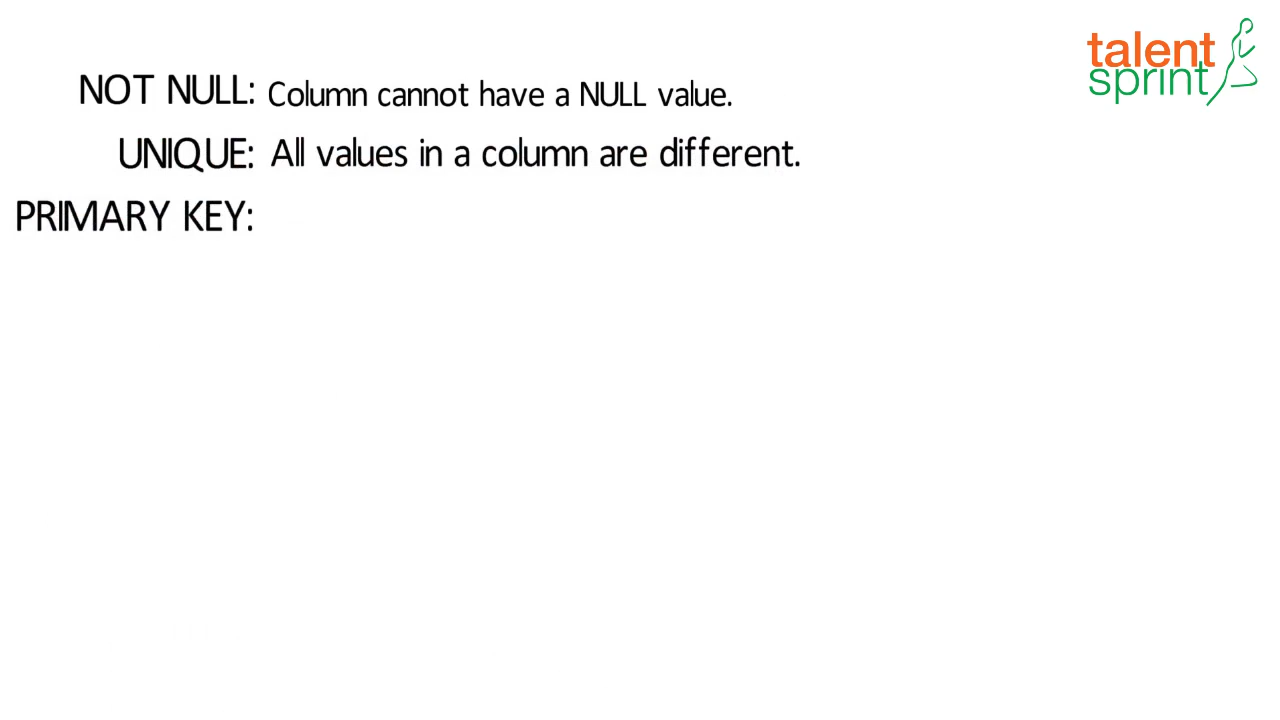 talent
sprint
NOT NULL: Column cannot have a NULL value.
UNIQUE: All values in a column are different.
PRIMARY KEY: